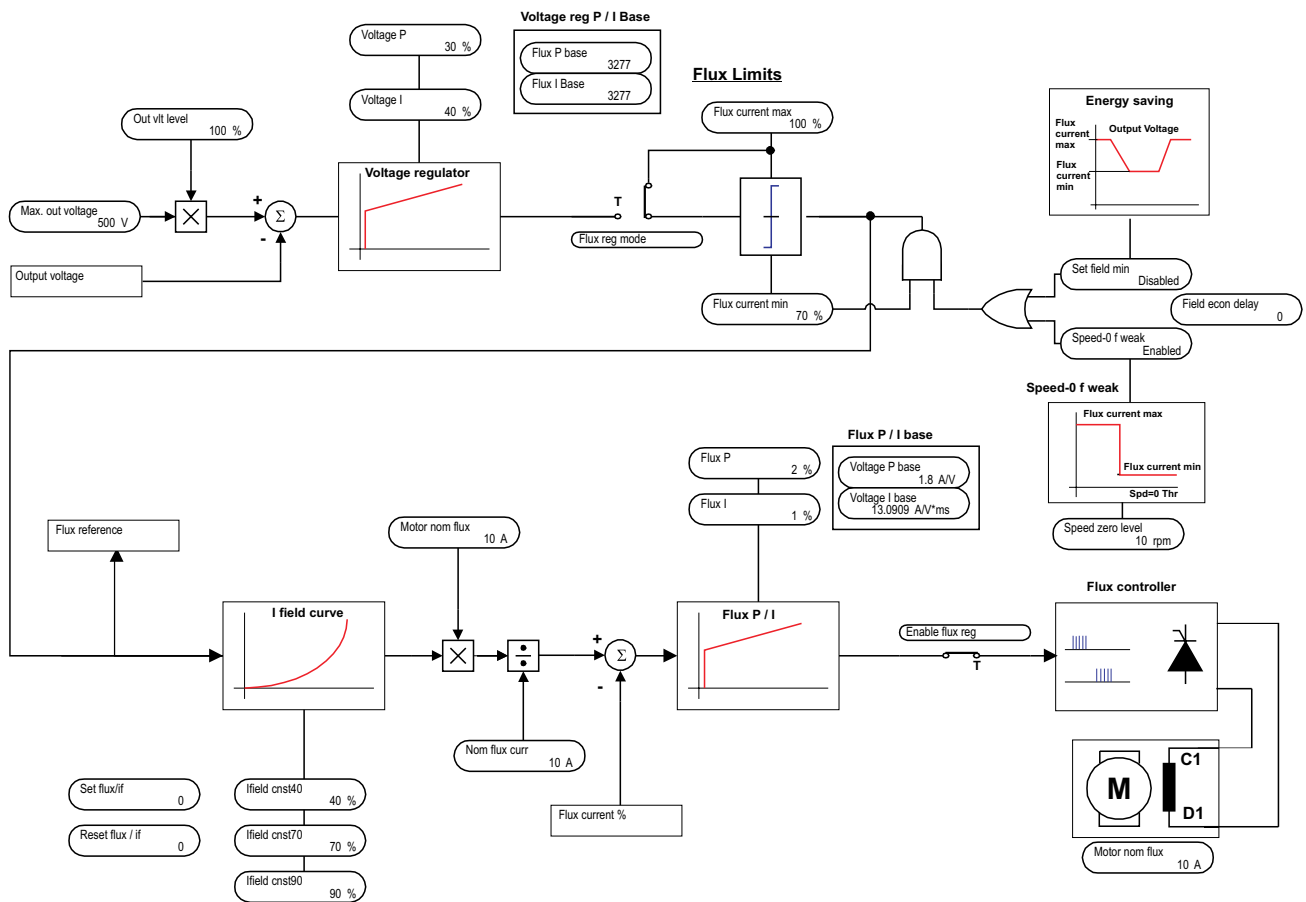 Voltage reg P / I Base
Voltage P
30 %
Flux P base
3277
Flux I Base
3277
Voltage I
40 %
Flux Limits
Out vlt level
100 %
Flux current max
100 %
Energy saving
Flux
current
max
Output Voltage
Flux
current
min
Voltage regulator
Max. out voltage
500 V
+
Σ
-
T
Flux reg mode
Output voltage
Set field min
Disabled
Field econ delay
0
Flux current min
70 %
Speed-0 f weak
Enabled
Speed-0 f weak
Flux current max
Flux current min
Spd=0 Thr
Speed zero level
10 rpm
Flux P / I base
Flux P
2 %
Voltage P base
1.8 A/V
Flux I
1 %
Voltage I base
13.0909 A/V*ms
Flux reference
Motor nom flux
10 A
I field curve
Flux P / I
Flux controller
Enable flux reg
T
+
Σ
-
Nom flux curr
10 A
Flux current %
Set flux/if
0
Reset flux / if
0
Ifield cnst40
40 %
Ifield cnst70
70 %
Ifield cnst90
90 %
M
C1
D1
Motor nom flux
10 A